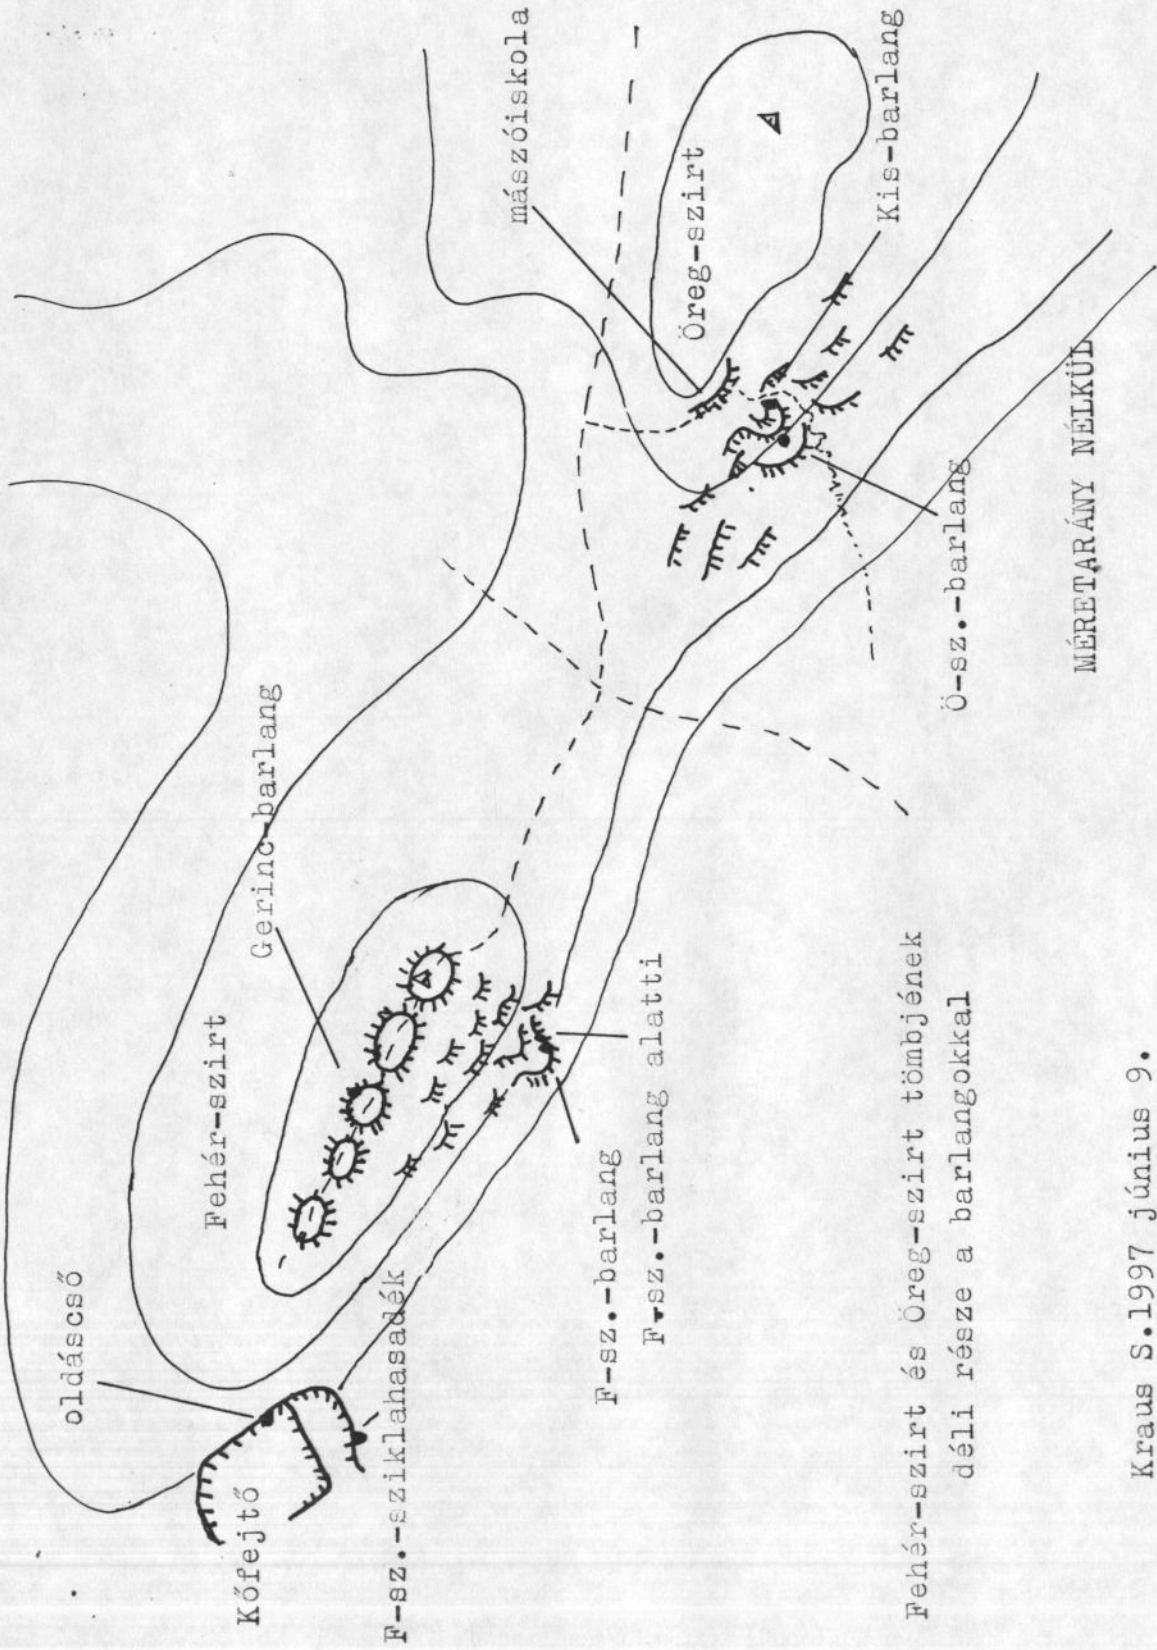 oldáscső
Kőfejtő
F-sz.-sziklahasadék
Fehér-szirt
Gerinc-barlang
F-sz.-barlang
F.sz.-barlang alatti
mászóiskola
Öreg-szirt
Kis-barlang
Ö-sz.-barlang
MÉRETARÁNY NÉLKÜL
Fehér-szirt és Öreg-szirt tömbjének
déli része a barlangokkal
Kraus S.1997 június 9.